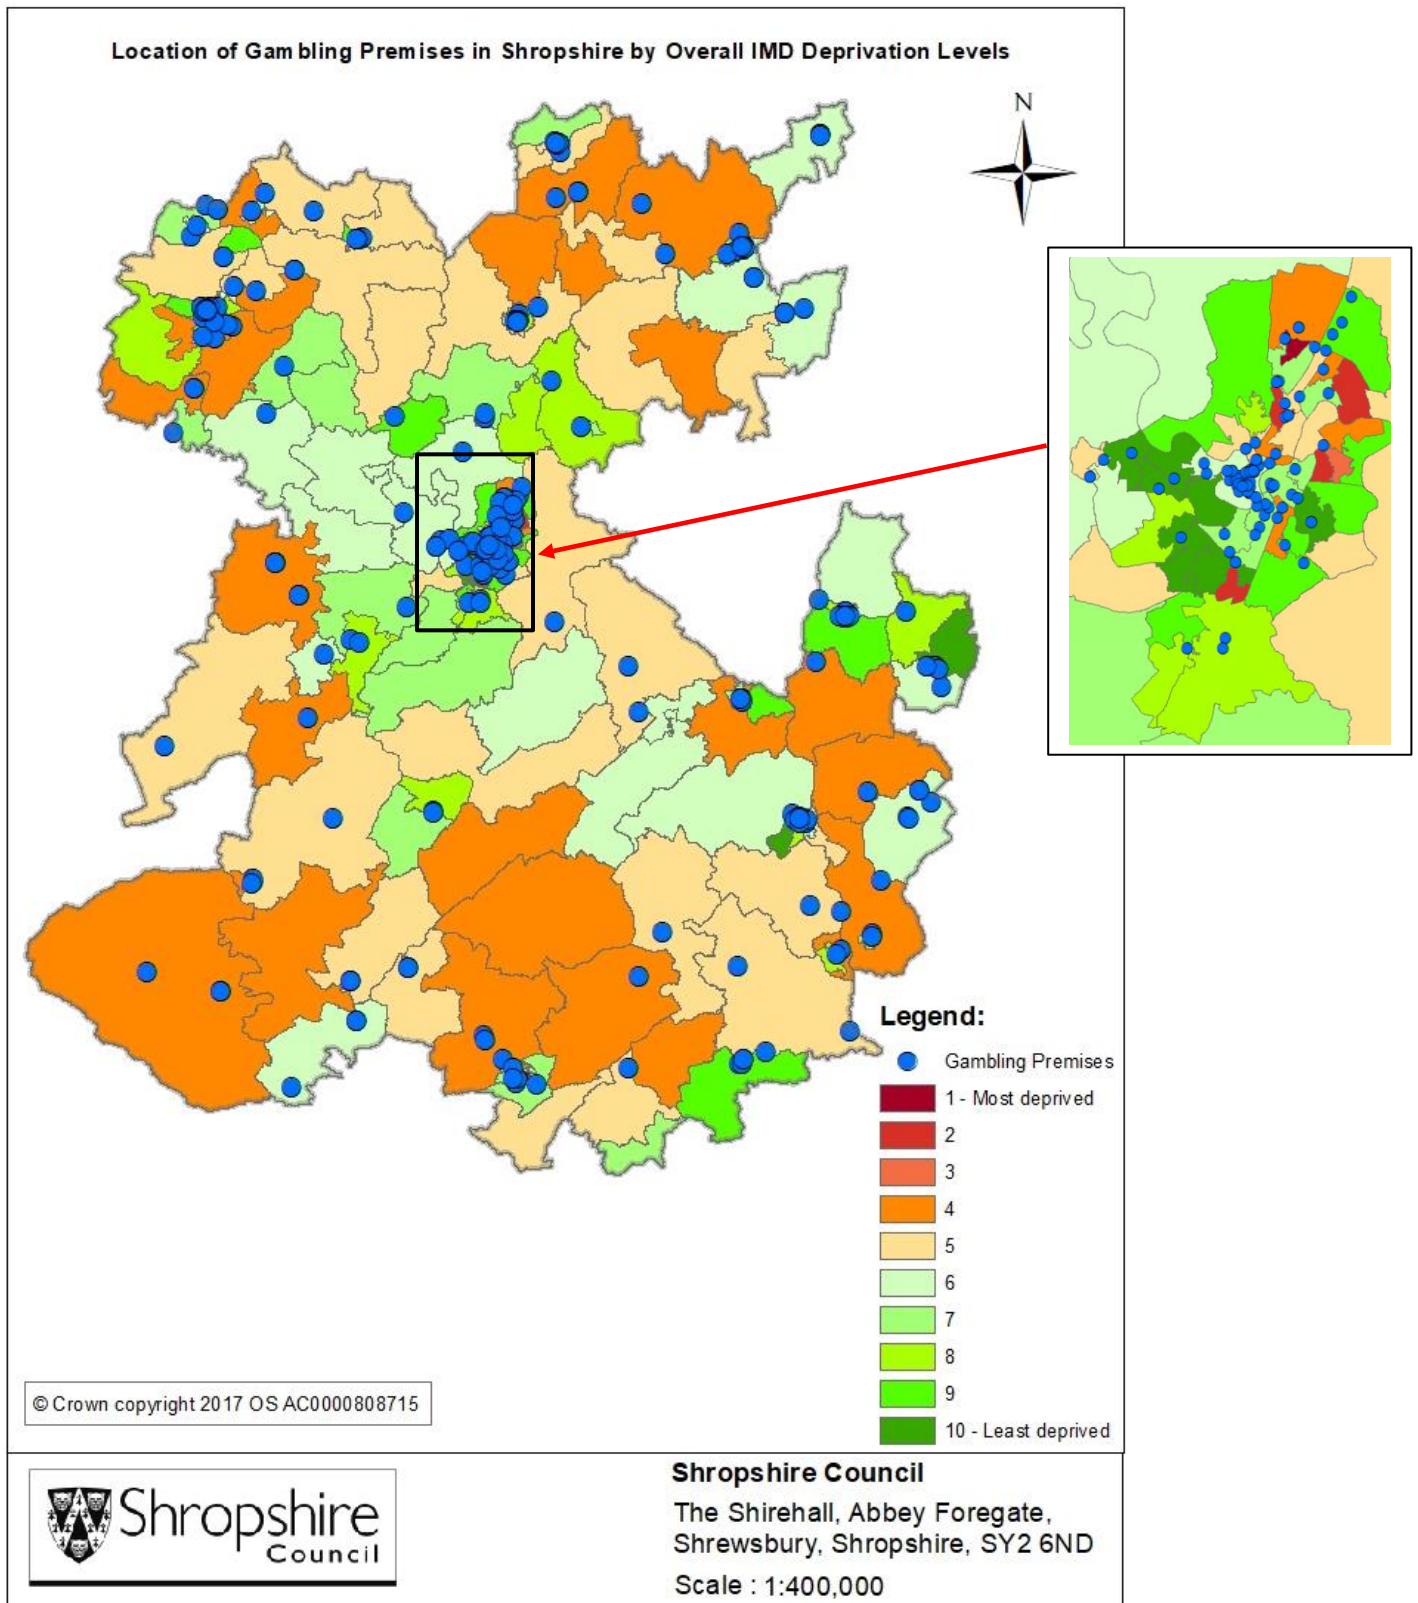 Location of Gambling Premises in Shropshire by Overall IMD Deprivation Levels
N
Legend:
Gambling Premises
1 - Most deprived
2
3
4
5
6
7
8
9
10 - Least deprived
© Crown copyright 2017 OS AC0000808715
Shropshire
Council
Shropshire Council
The Shirehall, Abbey Foregate,
Shrewsbury, Shropshire, SY2 6ND
Scale : 1:400,000